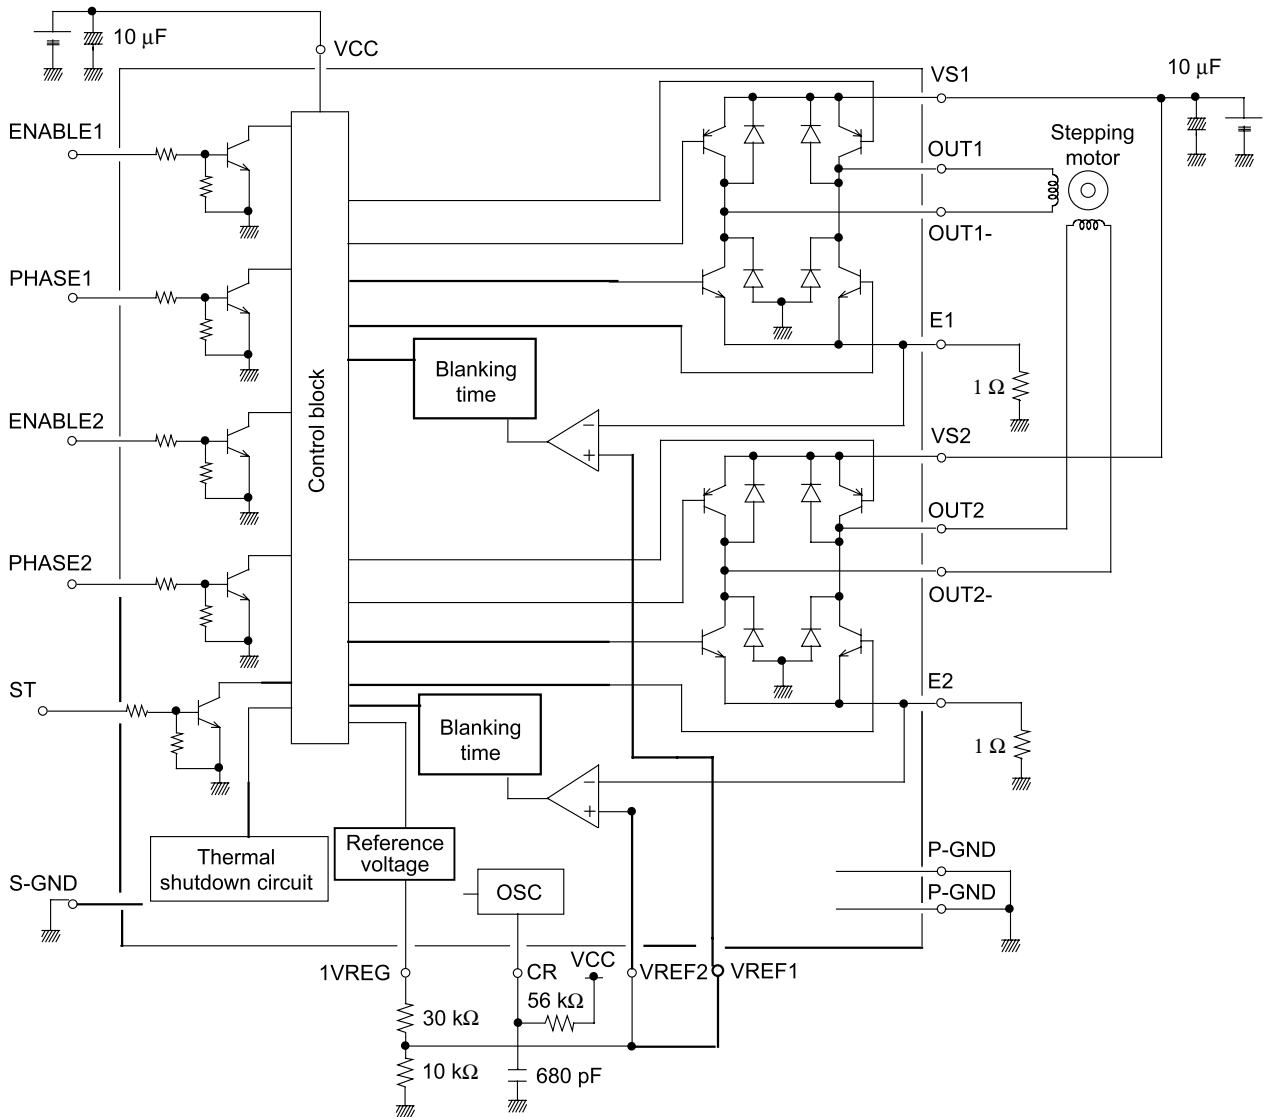 10 µF
VCC
VS1
10 µF
ENABLE1
Stepping
motor
OUT1
OUT1-
PHASE1
E1
Blanking
time
1 Ω
Control block
ENABLE2
−
+
VS2
OUT2
PHASE2
OUT2-
ST
E2
Blanking
time
1 Ω
−
+
Reference
voltage
Thermal
shutdown circuit
P-GND
S-GND
OSC
P-GND
1VREG
CR
VCC
VREF2
VREF1
56 kΩ
30 kΩ
10 kΩ
680 pF